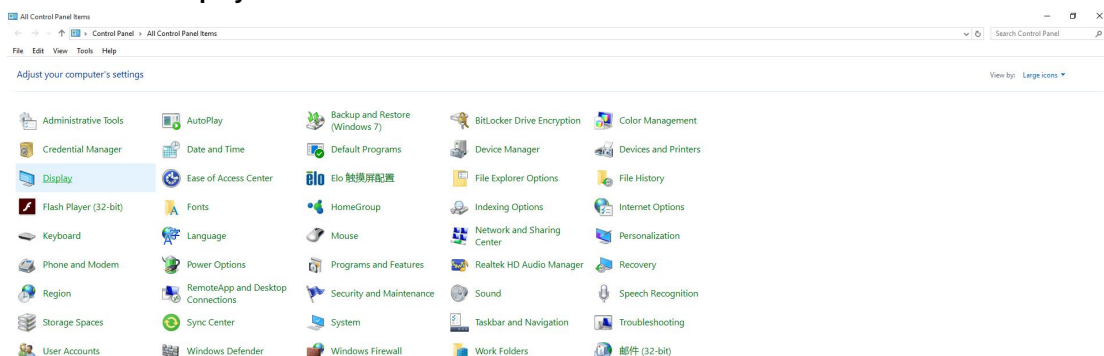 All Control Panel Items
Control Panel > All Control Panel Items
Search Control Panel
File Edit View Tools Help
Adjust your computer's settings
View by: Large icons
Administrative Tools
AutoPlay
Backup and Restore
(Windows 7)
BitLocker Drive Encryption
Color Management
Credential Manager
Date and Time
Default Programs
Device Manager
Devices and Printers
Display
Ease of Access Center
elo
Elo 触摸屏配置
File Explorer Options
File History
Flash Player (32-bit)
Fonts
HomeGroup
Indexing Options
Internet Options
Keyboard
Language
Mouse
Network and Sharing
Center
Personalization
Phone and Modem
Power Options
Programs and Features
Realtek HD Audio Manager
Recovery
Region
RemoteApp and Desktop
Connections
Security and Maintenance
Sound
Speech Recognition
Storage Spaces
Sync Center
System
Taskbar and Navigation
Troubleshooting
User Accounts
Windows Defender
Windows Firewall
Work Folders
邮件 (32-bit)